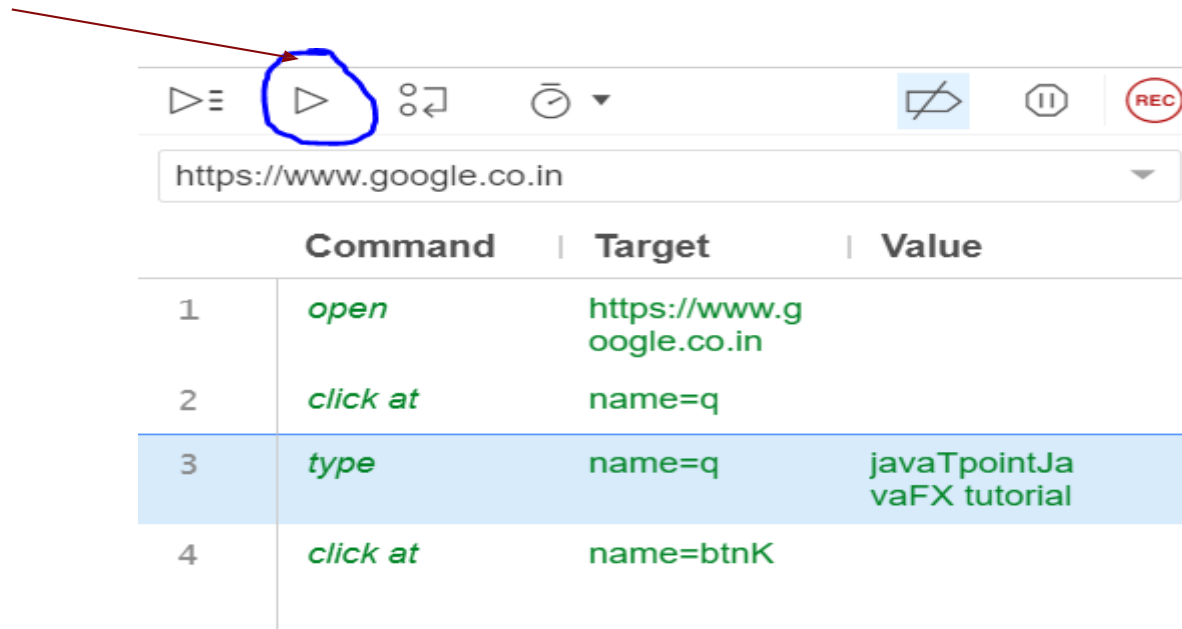 REC
https://www.google.co.in
Command | Target | Value
1 open https://www.g
oogle.co.in
2 click at name=q
3 type name=q javaTpointJa
vaFX tutorial
4 click at name=btnK